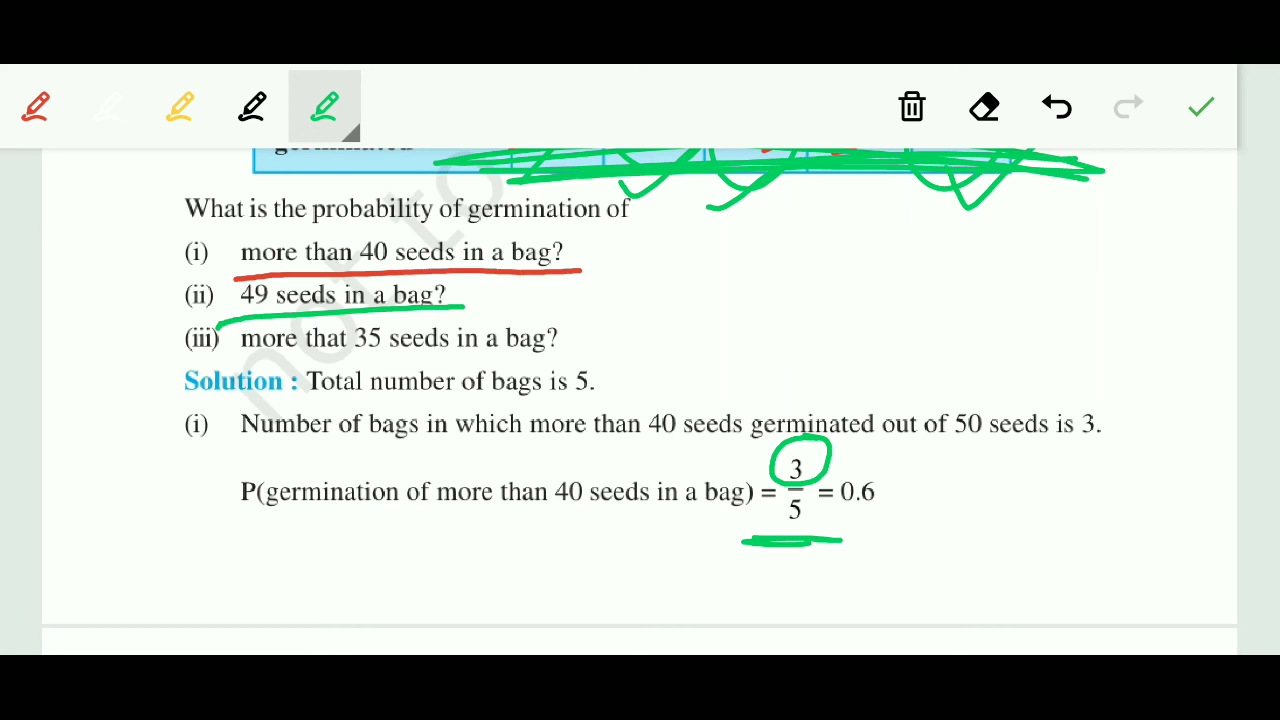 germinated
What is the probability of germination of
(i) more than 40 seeds in a bag?
(ii) 49 seeds in a bag?
(iii) more that 35 seeds in a bag?
Solution : Total number of bags is 5.
(i) Number of bags in which more than 40 seeds germinated out of 50 seeds is 3.
P(germination of more than 40 seeds in a bag) = 3/5 = 0.6
not to